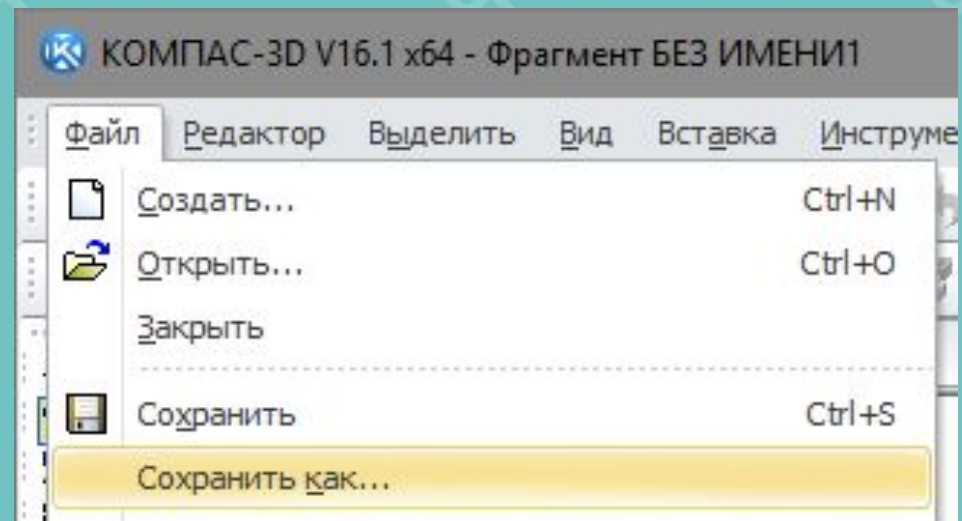 КОМПАС-3D V16.1 x64 - Фрагмент БЕЗ ИМЕНИ1
Файл Редактор Выделить Вид Вставка Инструме
Создать... Ctrl+N
Открыть... Ctrl+O
Закрыть
Сохранить Ctrl+S
Сохранить как...